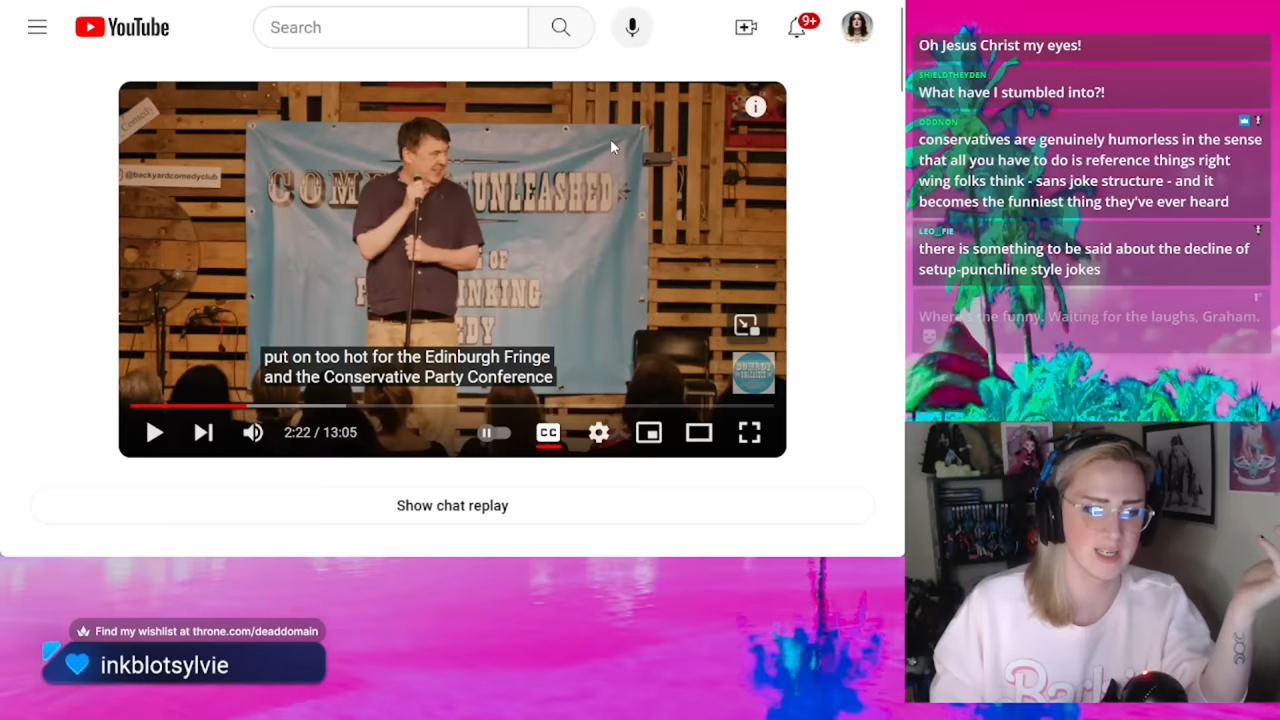 YouTube
Search
9+
Comedy
@backyardcomedyclub
UNLEASHED
OF
put on too hot for the Edinburgh Fringe
and the Conservative Party Conference
2:22 / 13:05
CC
Show chat replay
Find my wishlist at throne.com/deaddomain
inkblotsylvie
Oh Jesus Christ my eyes!
SHIELDTHEYDEN
What have I stumbled into?!
ODDNON
conservatives are genuinely humorless in the sense
that all you have to do is reference things right
wing folks think - sans joke structure - and it
becomes the funniest thing they've ever heard
LEO_PIE
there is something to be said about the decline of
setup-punchline style jokes
Where's the funny. Waiting for the laughs, Graham.